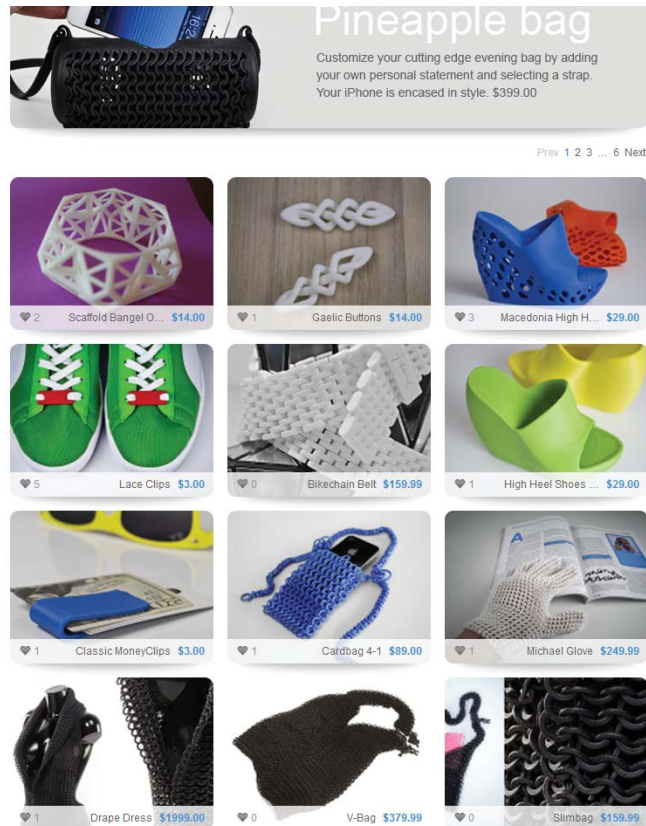 Pineapple bag
Customize your cutting edge evening bag by adding
your own personal statement and selecting a strap.
Your iPhone is encased in style. $399.00
Prev 1 2 3 ... 6 Next
2 Scaffold Bangel O... $14.00
1 Gaelic Buttons $14.00
3 Macedonia High H... $29.00
5 Lace Clips $3.00
0 Bikechain Belt $159.99
1 High Heel Shoes ... $29.00
1 Classic MoneyClips $3.00
1 Cardbag 4-1 $89.00
A
1 Michael Glove $249.99
1 Drape Dress $1999.00
0 V-Bag $379.99
0 Slimbag $159.99